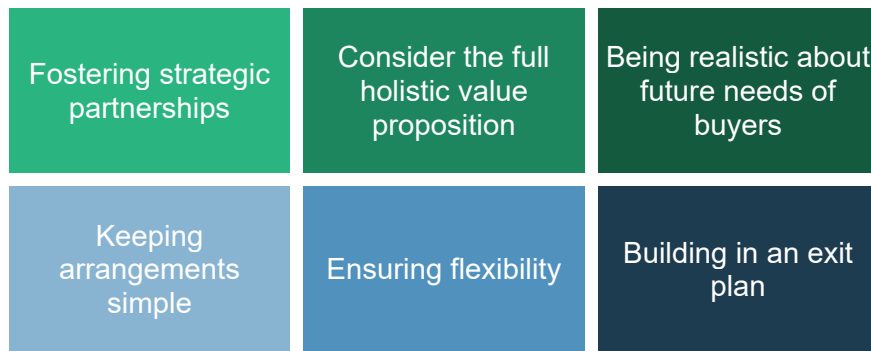 Fostering strategic
partnerships
Consider the full
holistic value
proposition
Being realistic about
future needs of
buyers
Keeping
arrangements
simple
Ensuring flexibility
Building in an exit
plan